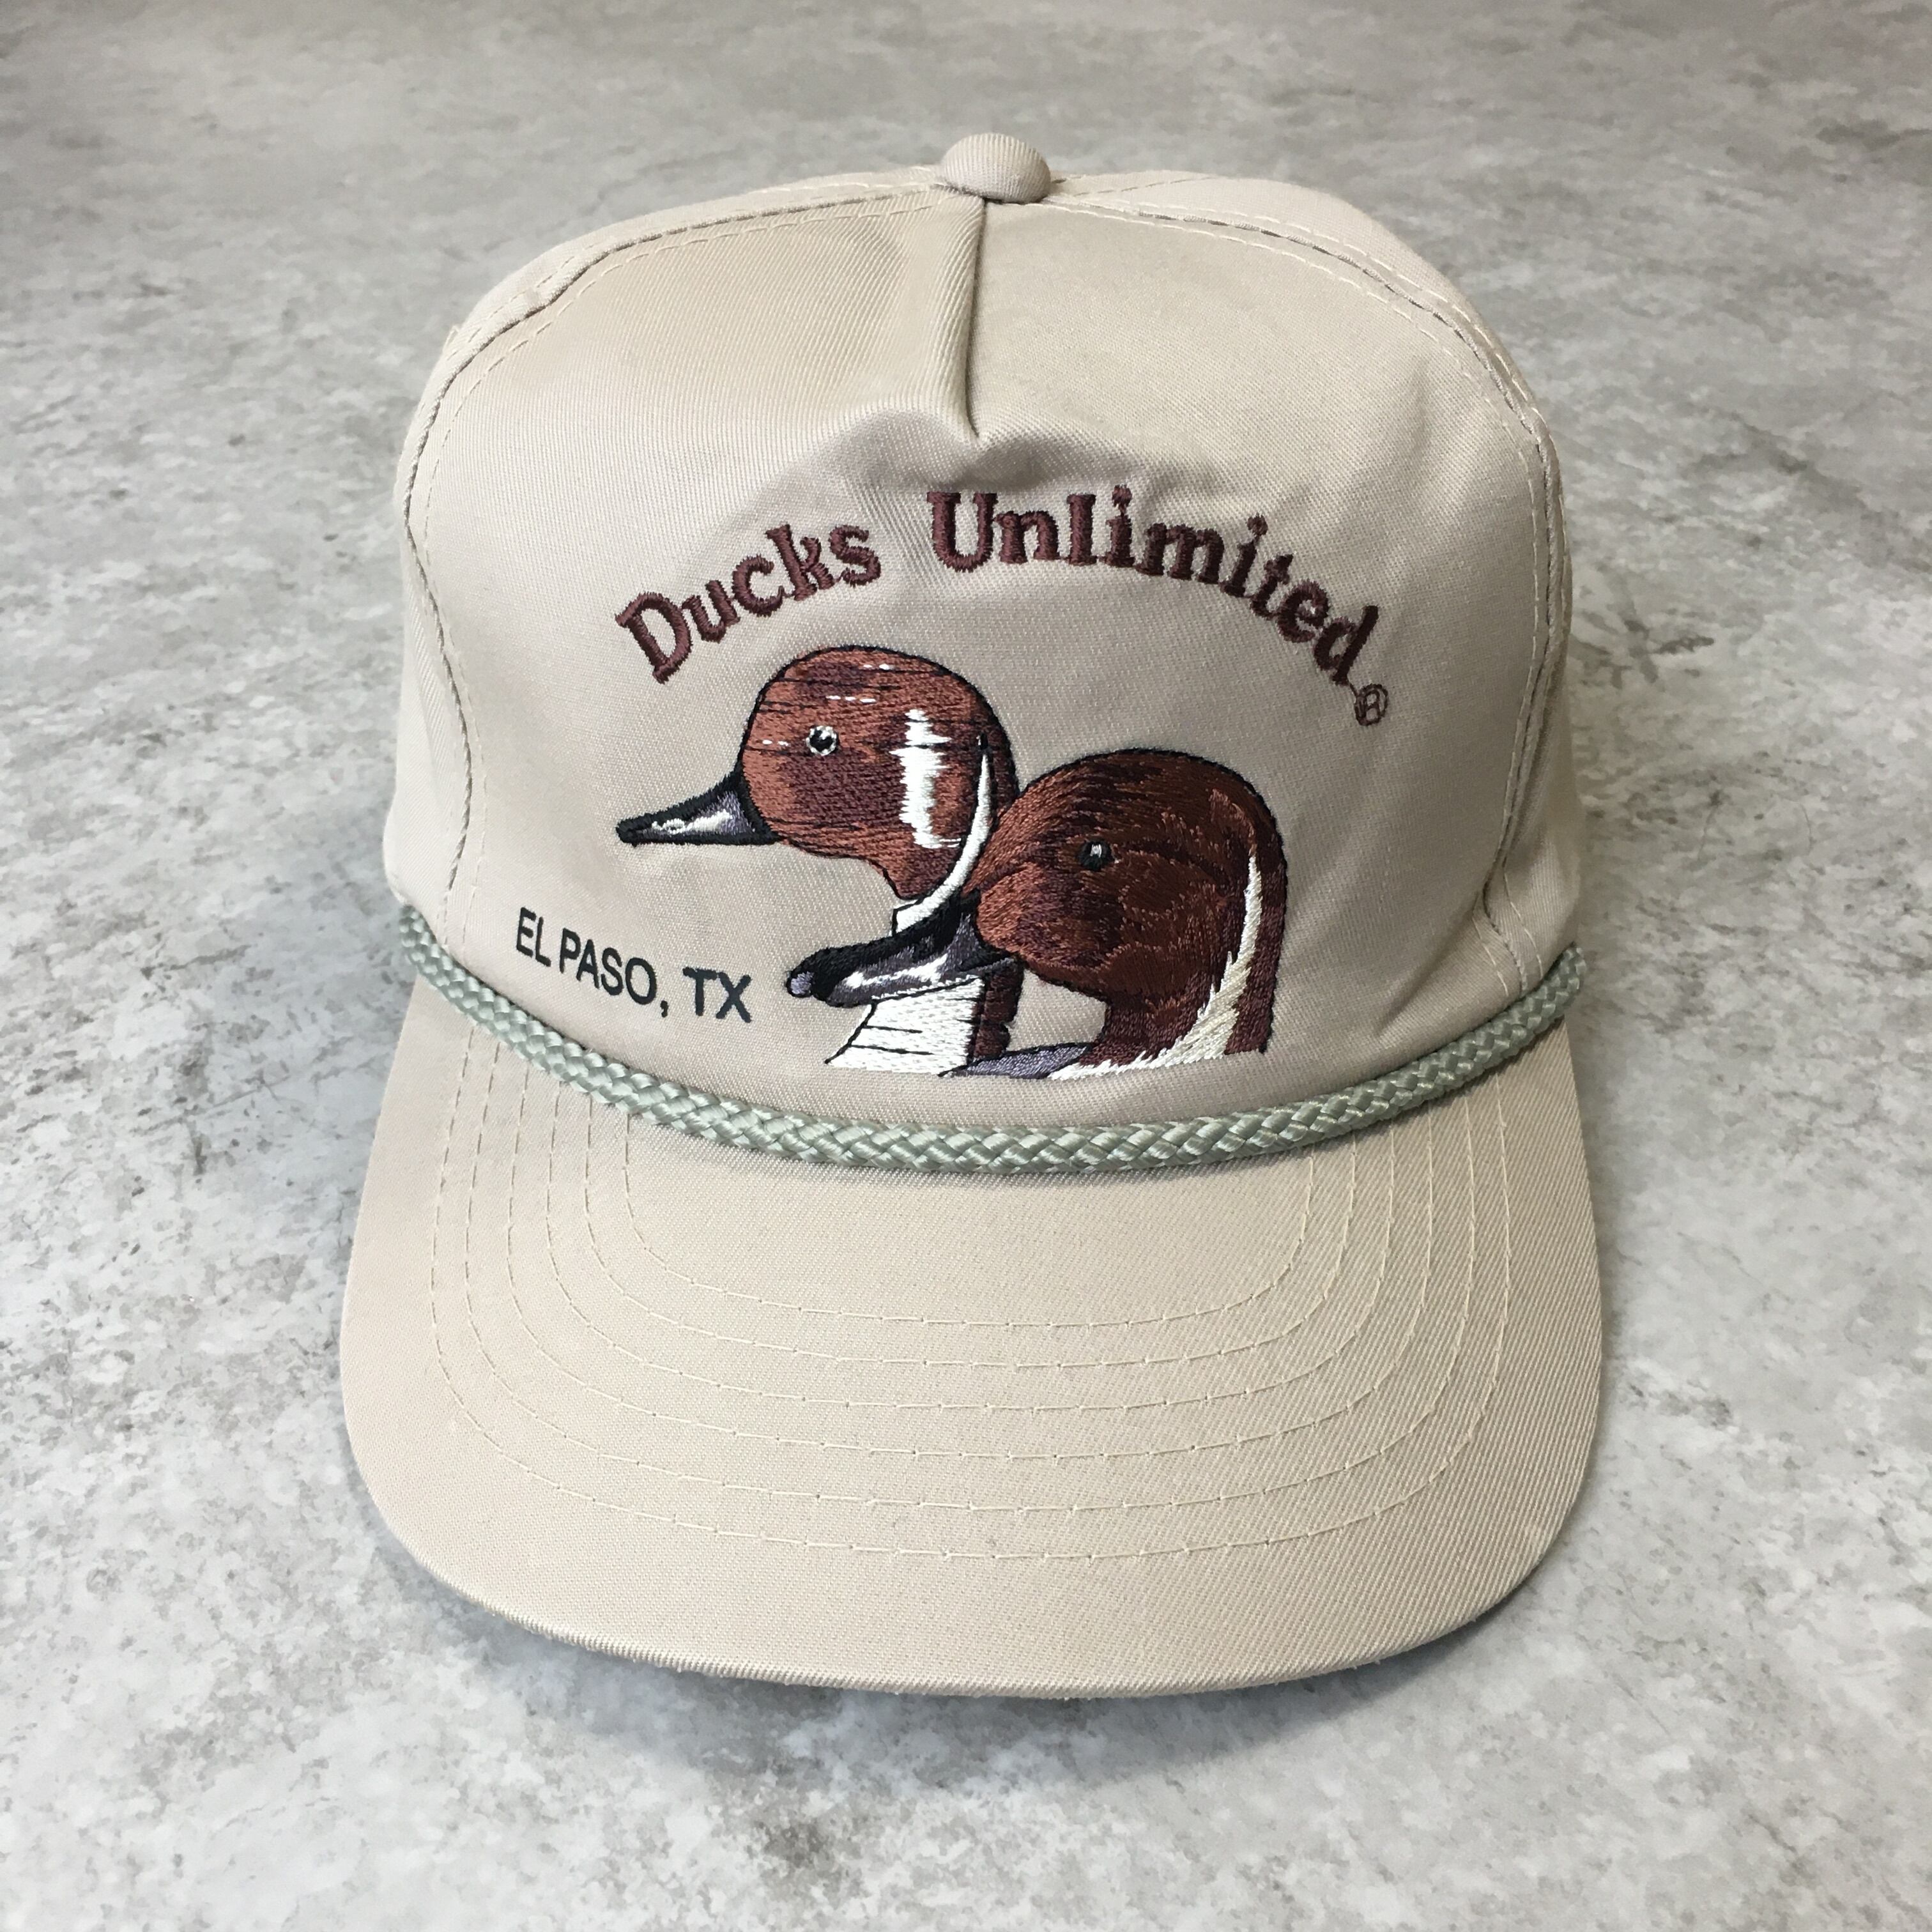 Ducks Unlimited®
EL PASO, TX